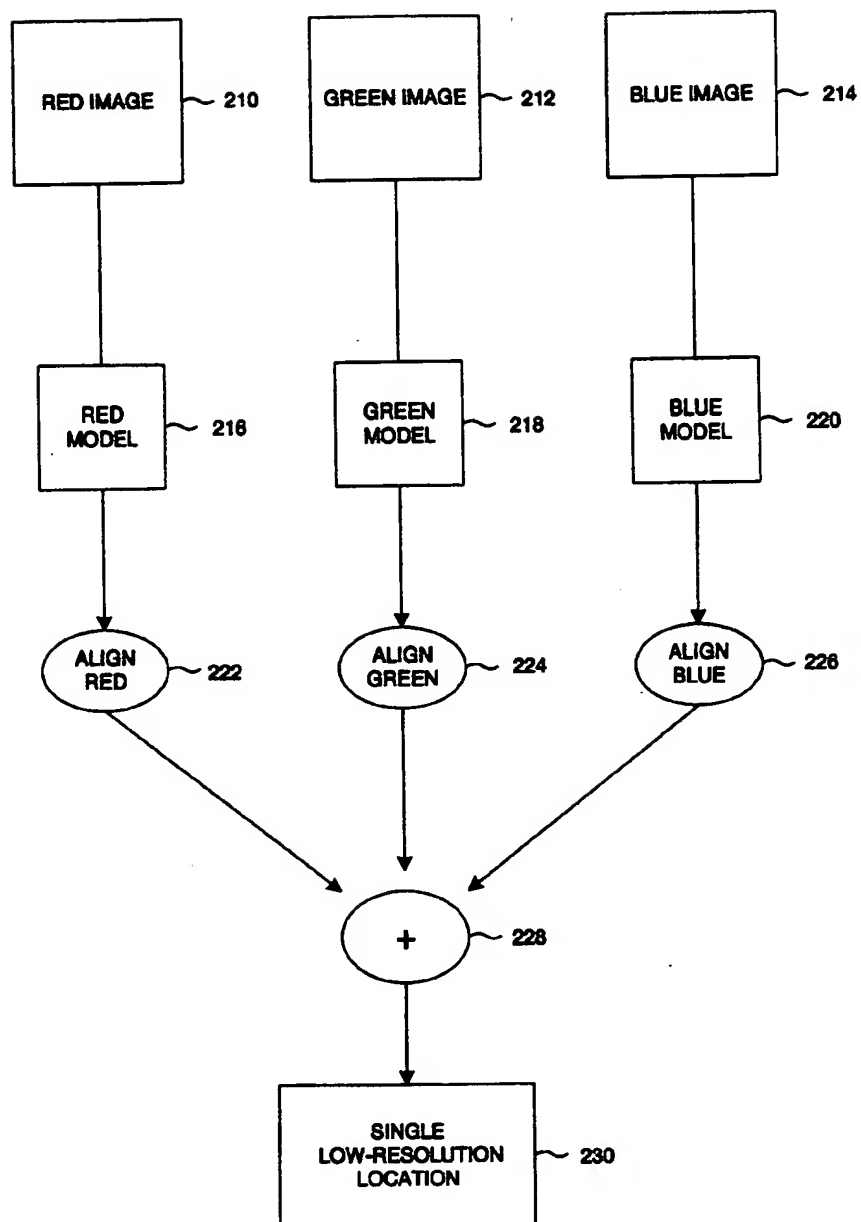 RED IMAGE 210
GREEN IMAGE 212
BLUE IMAGE 214
RED
MODEL 216
GREEN
MODEL 218
BLUE
MODEL 220
ALIGN
RED 222
ALIGN
GREEN 224
ALIGN
BLUE 226
+ 228
SINGLE
LOW-RESOLUTION
LOCATION 230